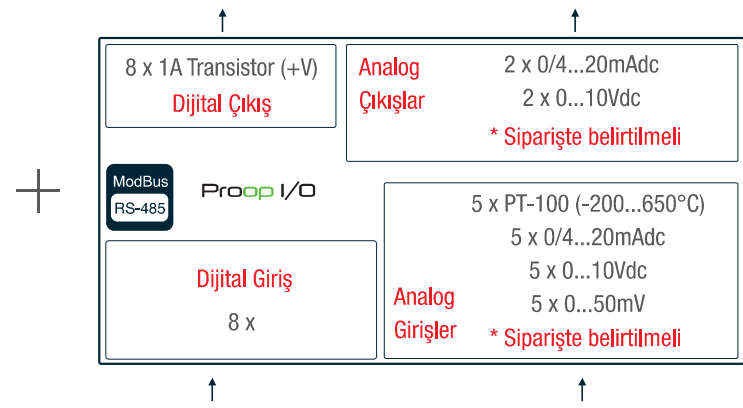 8 x 1A Transistor (+V)
Dijital Çıkış
Analog
Çıkışlar
2 x 0/4...20mAdc
2 x 0...10Vdc
* Siparişte belirtilmeli
ModBus
RS-485
Proop I/O
Dijital Giriş
8 x
Analog
Girişler
5 x PT-100 (-200...650°C)
5 x 0/4...20mAdc
5 x 0...10Vdc
5 x 0...50mV
* Siparişte belirtilmeli